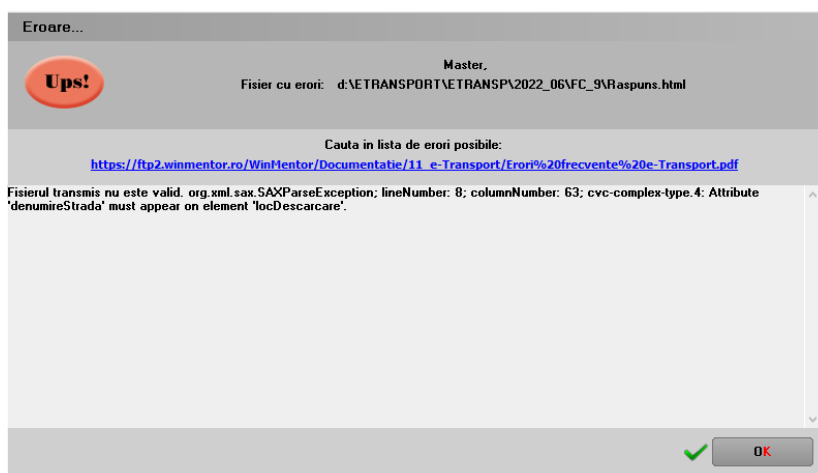 Eroare...
Ups!
Master,
Fisier cu erori: d:\ETRANSPORT\ETRANSP\2022_06\FC_9\Raspuns.html
Cauta in lista de erori posibile:
https://ftp2.winmentor.ro/WinMentor/Documentatie/11_e-Transport/Erori%20frecvente%20e-Transport.pdf
Fisierul transmis nu este valid. org.xml.sax.SAXParseException; lineNumber: 8; columnNumber: 63; cvc-complex-type.4: Attribute
'denumireStrada' must appear on element 'locDescarcare'.
OK